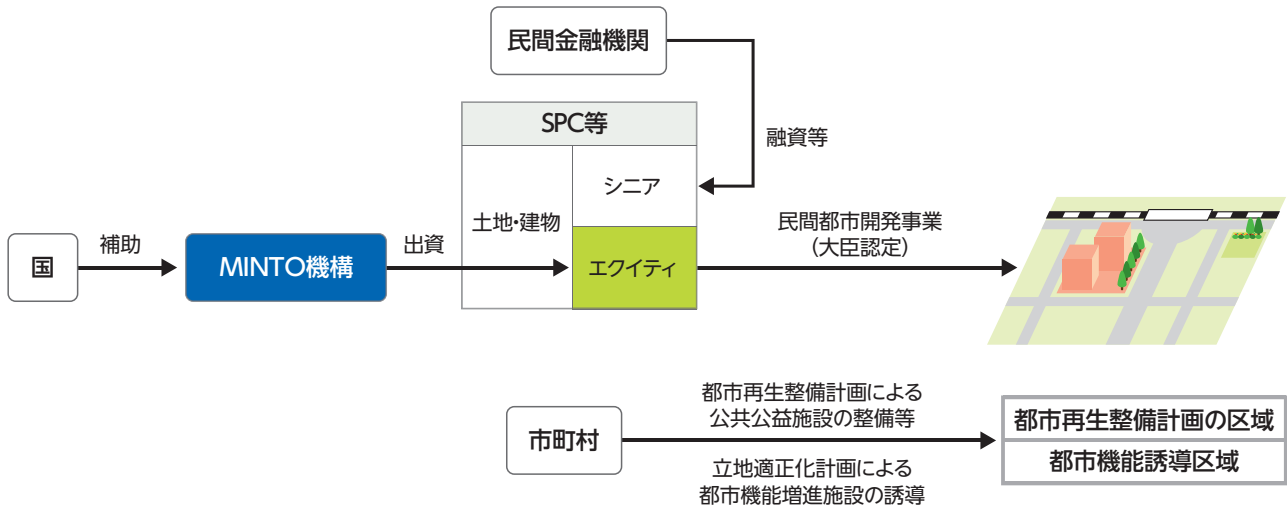 民間金融機関
SPC等
融資等
シニア
土地・建物
民間都市開発事業
(大臣認定)
国
補助
MINTO機構
出資
エクイティ
都市再生整備計画による
公共公益施設の整備等
市町村
都市再生整備計画の区域
都市機能誘導区域
立地適正化計画による
都市機能増進施設の誘導